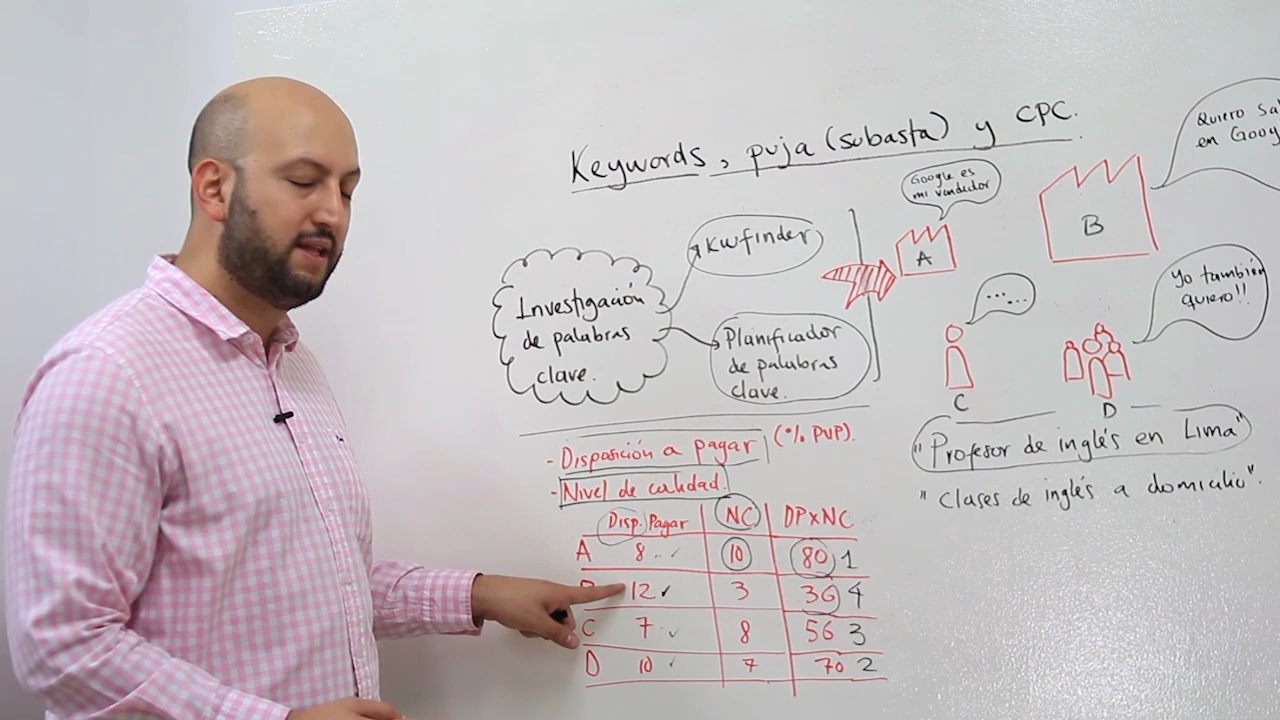 Keywords, puja (subasta) y CPC.
Investigación
de palabras
clave.
Kwfinder
Planificador
de palabras
clave.
Google es
mi vendedor
A
B
Quiero
en
.....
C
Yo también
quiero!!
D
"Profesor de inglés en Lima"
"clases de inglés a domicilio".
- Disposición a pagar (% PVP).
- Nivel de calidad.
Disp. Pagar NC DPxNC
A 8 10 80 1
12 3 36 4
C 7 8 56 3
D 10 7 70 2